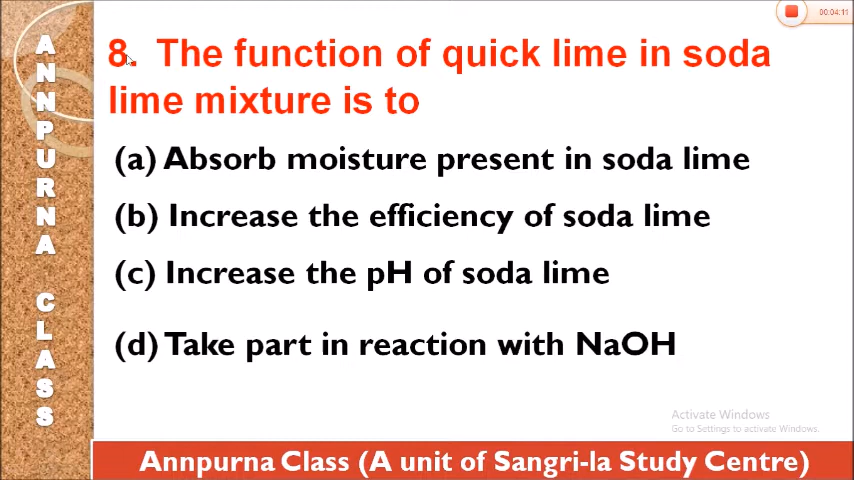 00:04:11
ANNPURNA CLASS
8. The function of quick lime in soda
lime mixture is to
(a) Absorb moisture present in soda lime
(b) Increase the efficiency of soda lime
(c) Increase the pH of soda lime
(d) Take part in reaction with NaOH
Activate Windows
Go to Settings to activate Windows.
Annpurna Class (A unit of Sangri-la Study Centre)